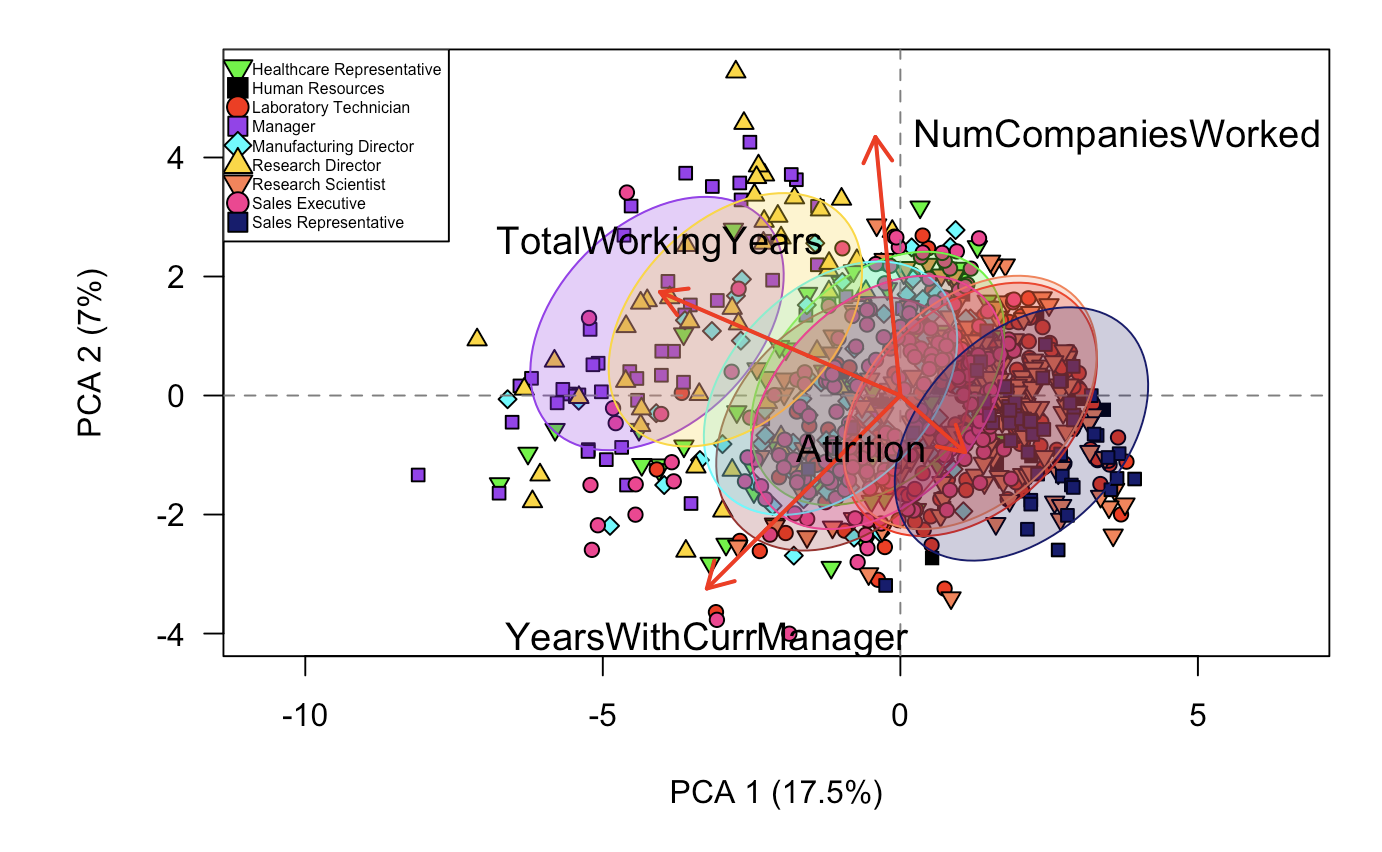 Healthcare Representative
Human Resources
Laboratory Technician
Manager
Manufacturing Director
Research Director
Research Scientist
Sales Executive
Sales Representative
NumCompaniesWorked
TotalWorkingYears
Attrition
YearsWithCurrManager
4
2
0
-2
-4
PCA 2 (7%)
-10 -5 0 5
PCA 1 (17.5%)